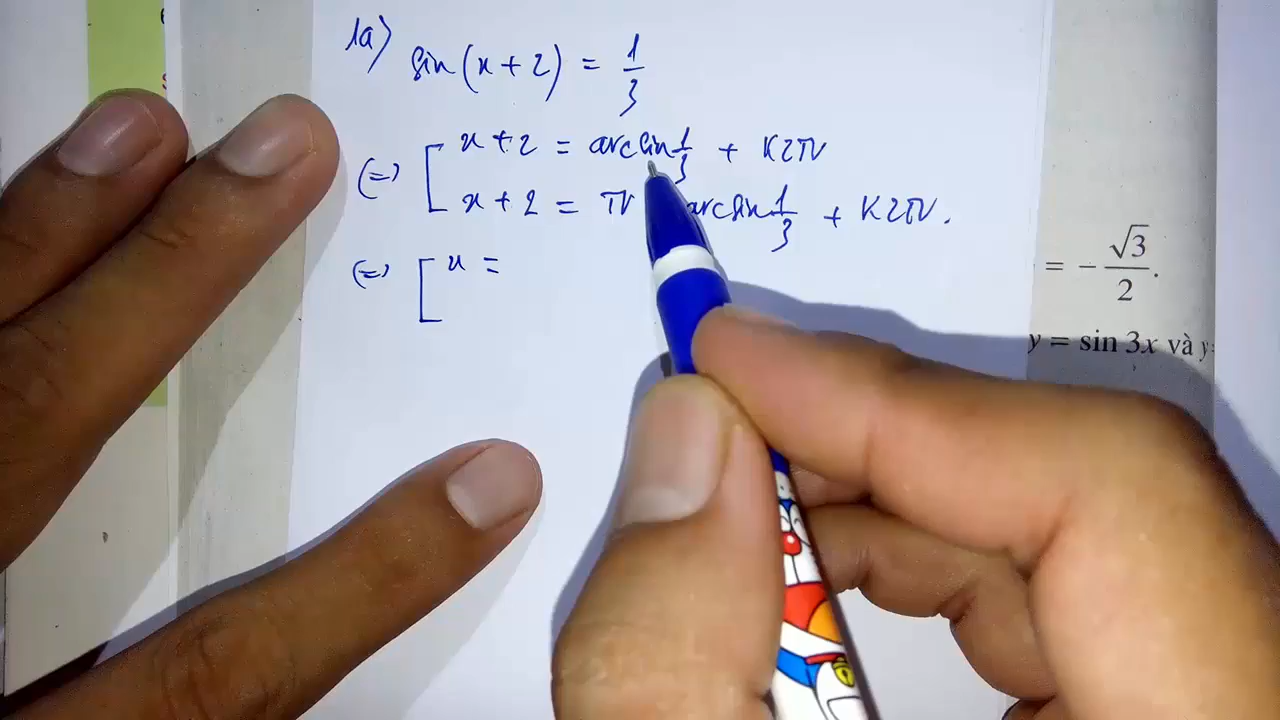 1a) sin(x+2) = 1/3
(=) [ x+2 = arcsin 1/3 + k2π
x+2 = π arcsin 1/3 + k2π.
(=) [ x =
= -√3/2.
y = sin 3x và y